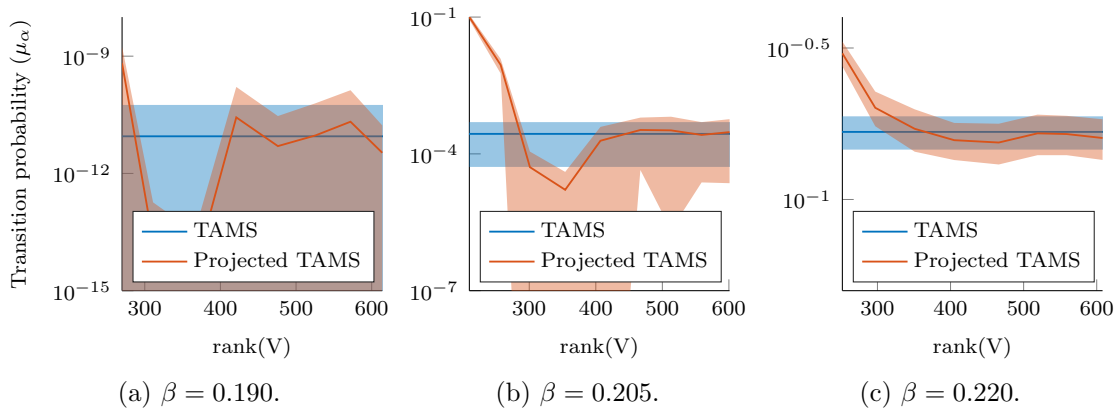 Transition probability (μα)
10⁻⁹
10⁻¹²
10⁻¹⁵
TAMS
Projected TAMS
300 400 500 600
rank(V)
(a) β = 0.190.
10⁻¹
10⁻⁴
10⁻⁷
TAMS
Projected TAMS
300 400 500 600
rank(V)
(b) β = 0.205.
10⁻⁰·⁵
10⁻¹
TAMS
Projected TAMS
300 400 500 600
rank(V)
(c) β = 0.220.